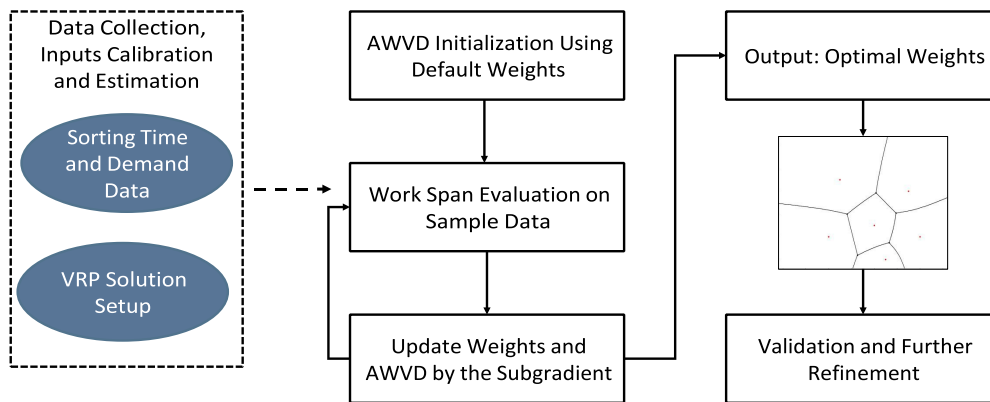 Data Collection,
Inputs Calibration
and Estimation
Sorting Time
and Demand
Data
VRP Solution
Setup
AWVD Initialization Using
Default Weights
Work Span Evaluation on
Sample Data
Update Weights and
AWVD by the Subgradient
Output: Optimal Weights
Validation and Further
Refinement